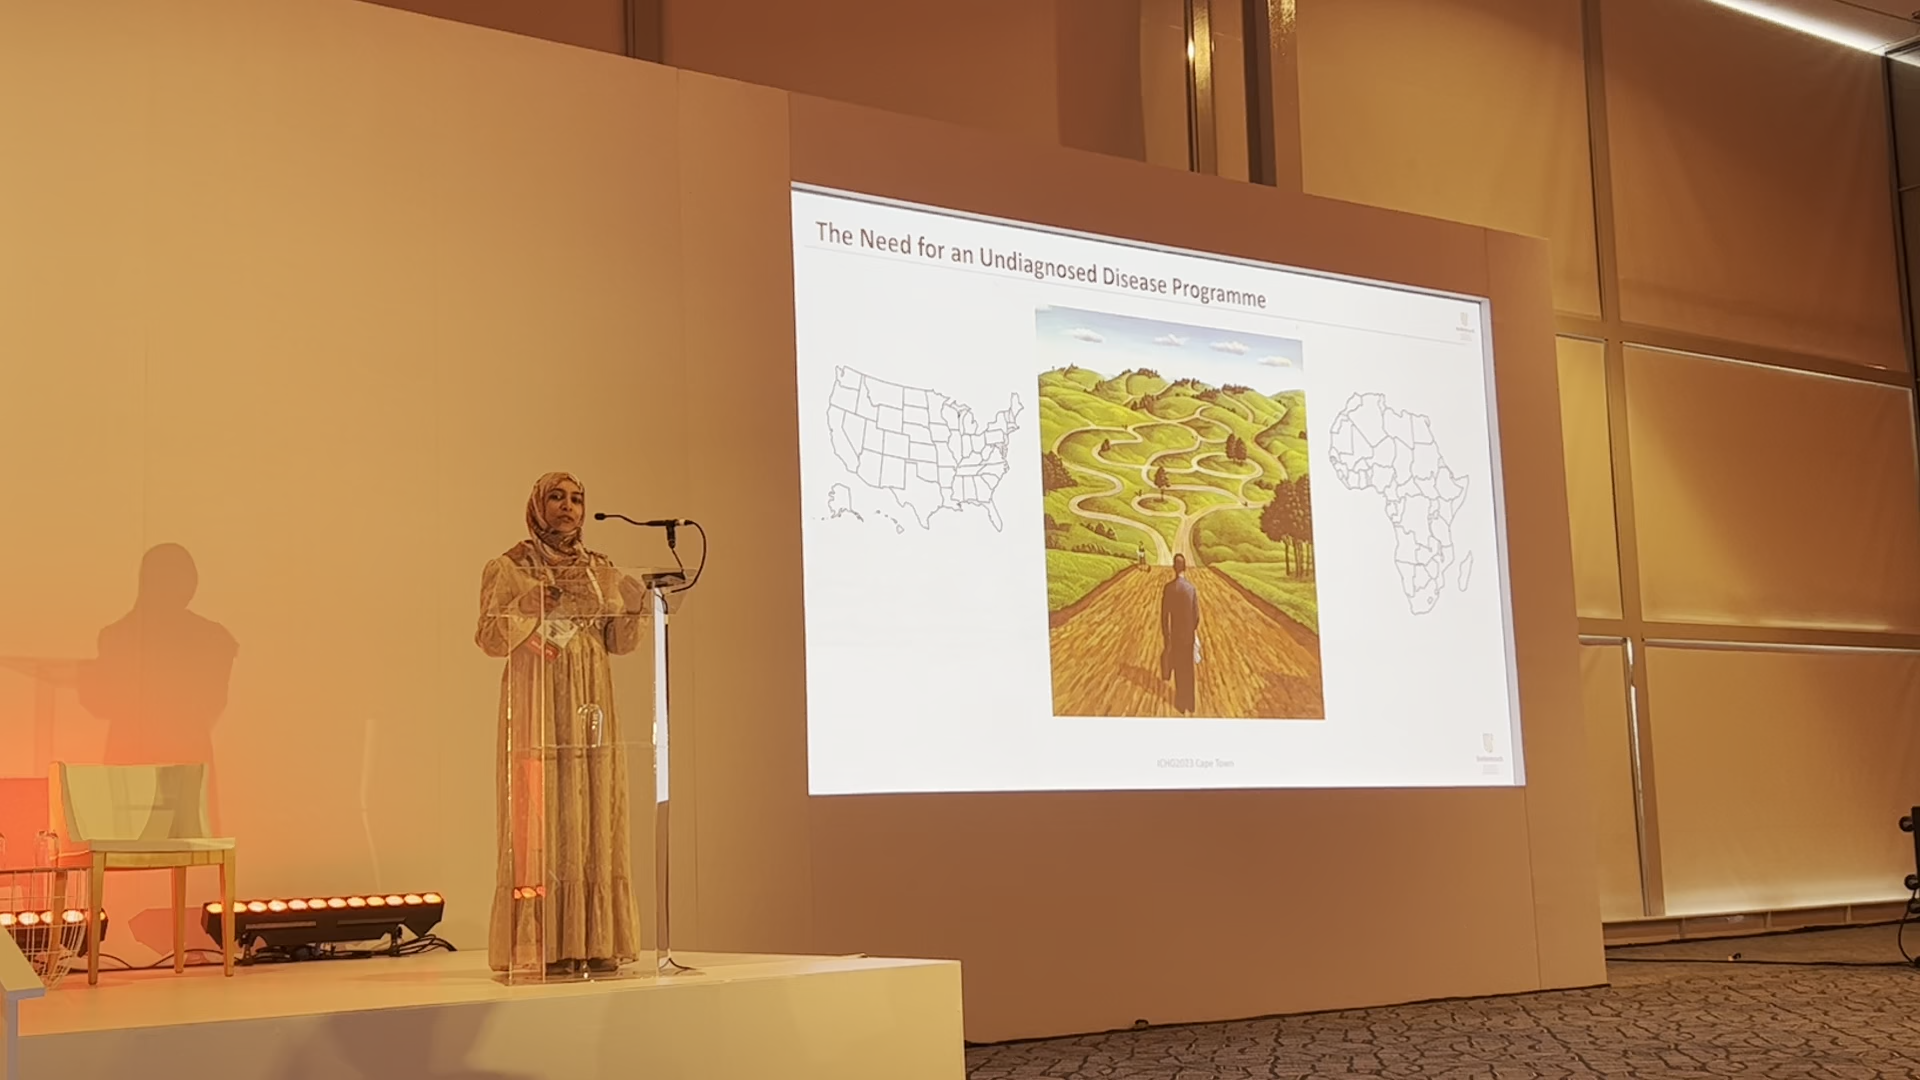 The Need for an Undiagnosed Disease Programme
ICHG2023 Cape Town